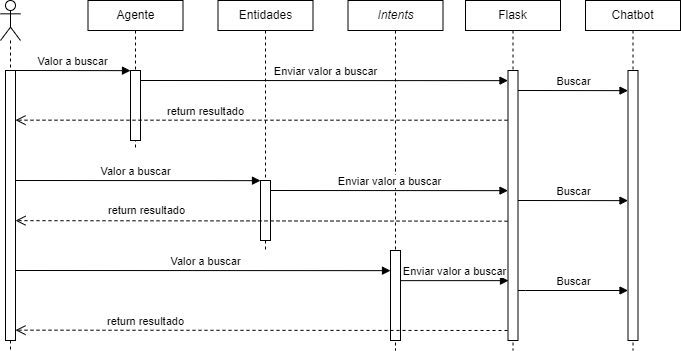 Agente
Entidades
Intents
Flask
Chatbot
Valor a buscar
Enviar valor a buscar
Buscar
return resultado
Valor a buscar
Enviar valor a buscar
Buscar
return resultado
Valor a buscar
Enviar valor a buscar
Buscar
return resultado